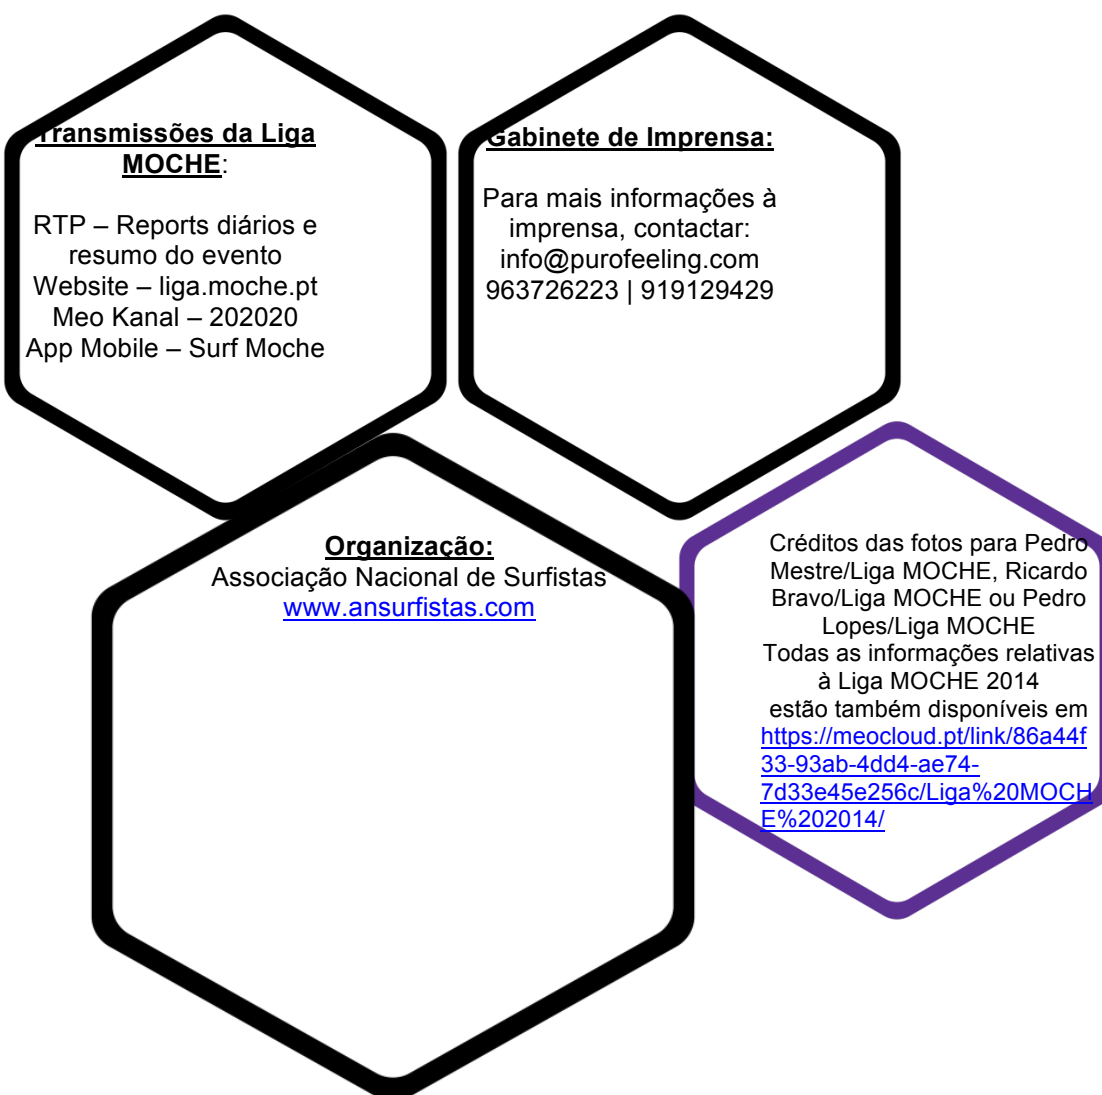 Transmissões da Liga
MOCHE:
RTP – Reports diários e
resumo do evento
Website – liga.moche.pt
Meo Kanal – 202020
App Mobile – Surf Moche
Gabinete de Imprensa:
Para mais informações à
imprensa, contactar:
info@purofeeling.com
963726223 | 919129429
Organização:
Associação Nacional de Surfistas
www.ansurfistas.com
Créditos das fotos para Pedro
Mestre/Liga MOCHE, Ricardo
Bravo/Liga MOCHE ou Pedro
Lopes/Liga MOCHE
Todas as informações relativas
à Liga MOCHE 2014
estão também disponíveis em
https://meocloud.pt/link/86a44f
33-93ab-4dd4-ae74-
7d33e45e256c/Liga%20MOCH
E%202014/